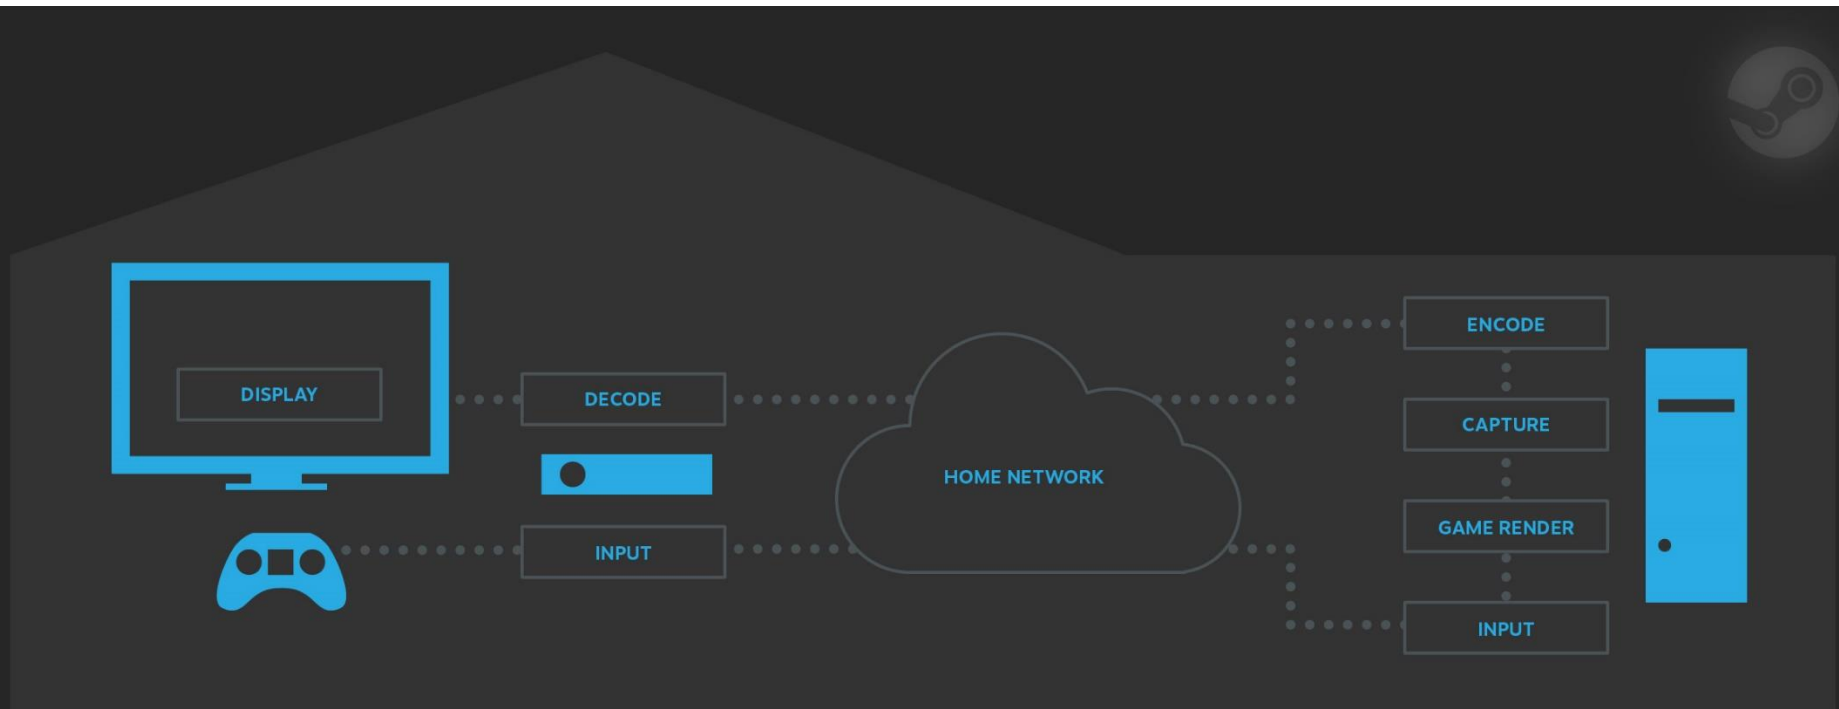 DISPLAY
DECODE
INPUT
HOME NETWORK
ENCODE
CAPTURE
GAME RENDER
INPUT